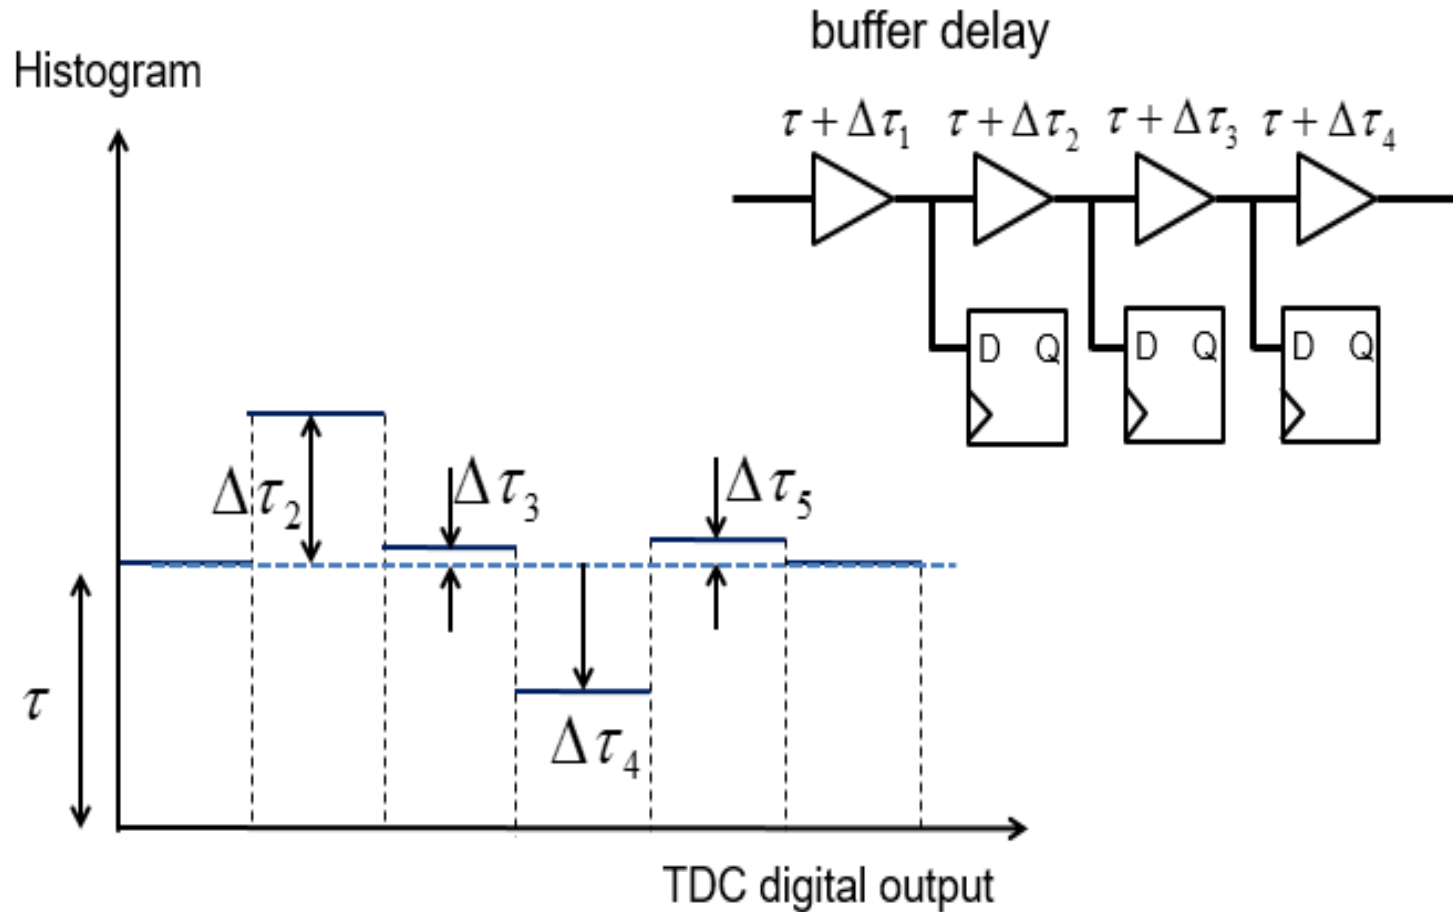 buffer delay
Histogram
τ + Δτ₁ τ + Δτ₂ τ + Δτ₃ τ + Δτ₄
D Q D Q D Q
Δτ₂ Δτ₃ Δτ₅
τ
Δτ₄
TDC digital output